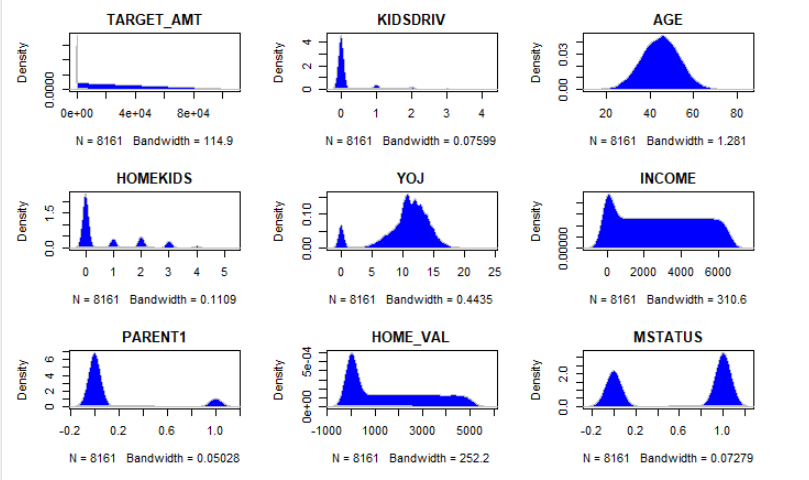 TARGET_AMT KIDSDRIV AGE
Density 0.0000 Density 0 2 4 Density 0.00 0.03
0e+00 4e+04 8e+04 0 1 2 3 4 20 40 60 80
N = 8161 Bandwidth = 114.9 N = 8161 Bandwidth = 0.07599 N = 8161 Bandwidth = 1.281
HOMEKIDS YOJ INCOME
Density 0.0 1.5 Density 0.00 0.10 Density 0.00000
0 1 2 3 4 5 0 5 10 15 20 25 0 2000 4000 6000
N = 8161 Bandwidth = 0.1109 N = 8161 Bandwidth = 0.4435 N = 8161 Bandwidth = 310.6
PARENT1 HOME_VAL MSTATUS
Density 0 2 4 6 Density 0e+00 5e-04 Density 0.0 2.0
-0.2 0.2 0.6 1.0 -1000 1000 3000 5000 -0.2 0.2 0.6 1.0
N = 8161 Bandwidth = 0.05028 N = 8161 Bandwidth = 252.2 N = 8161 Bandwidth = 0.07279